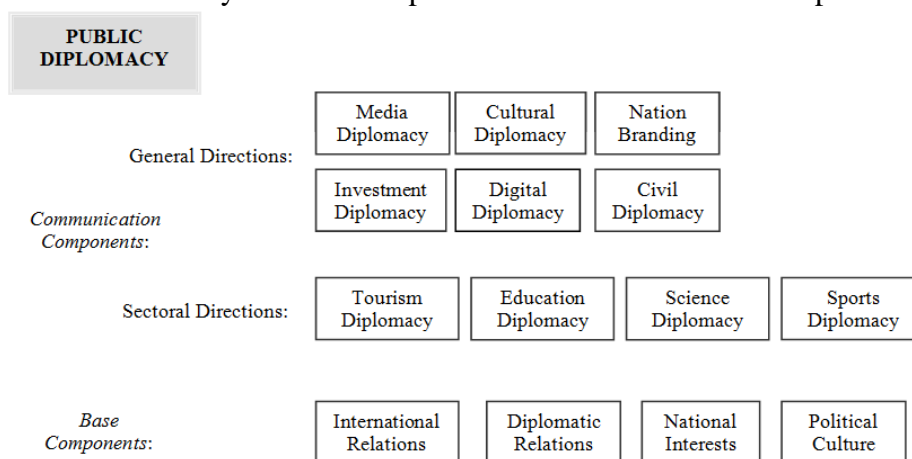 PUBLIC
DIPLOMACY
Media Diplomacy
Cultural Diplomacy
Nation Branding
General Directions:
Investment Diplomacy
Digital Diplomacy
Civil Diplomacy
Communication
Components:
Sectoral Directions:
Tourism Diplomacy
Education Diplomacy
Science Diplomacy
Sports Diplomacy
Base
Components:
International Relations
Diplomatic Relations
National Interests
Political Culture